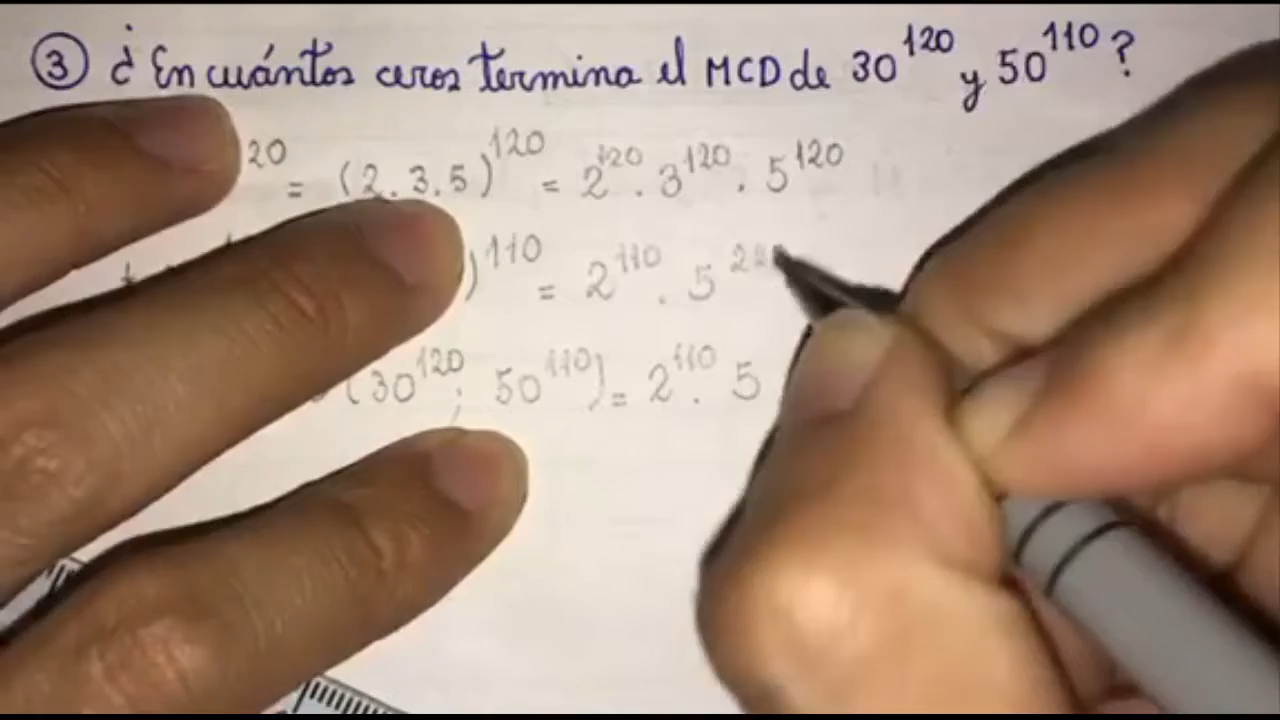 ③ ¿En cuántos ceros termina el MCD de 30^120 y 50^110?
20 = (2.3.5)^120 = 2^120 . 3^120 . 5^120
)^110 = 2^110 . 5
(30^120 ; 50^110) = 2^110 . 5